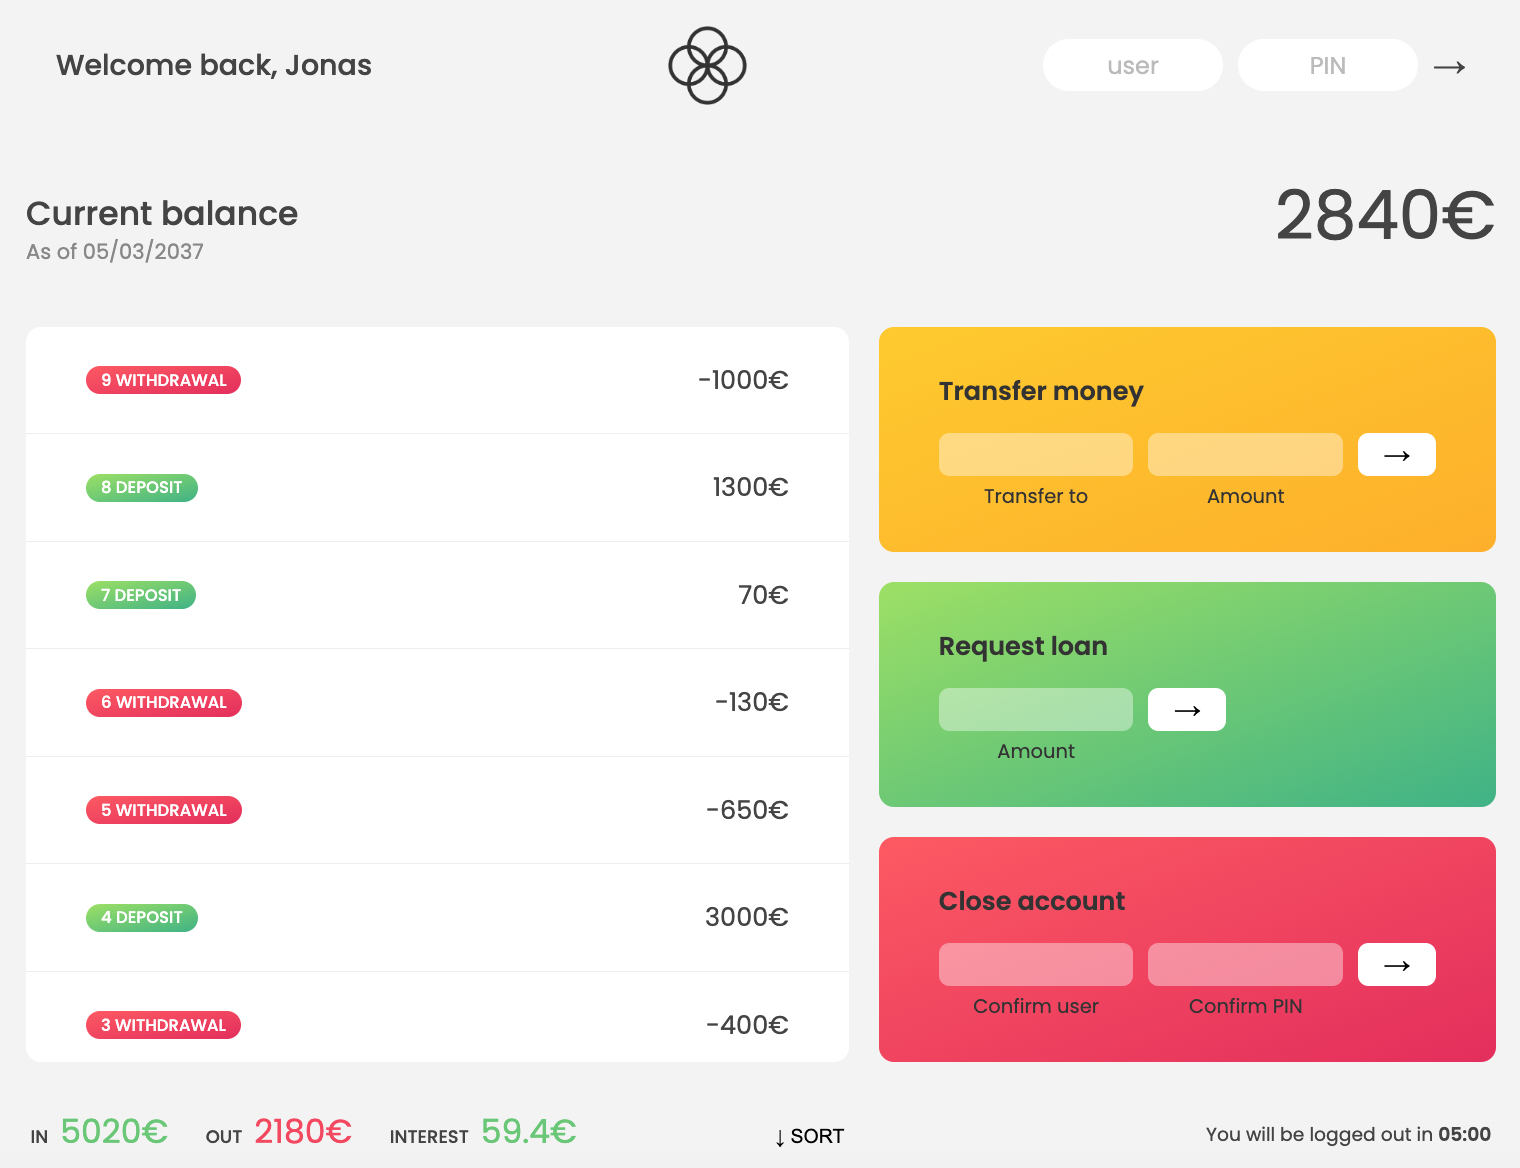 Welcome back, Jonas
user
PIN
→
Current balance
As of 05/03/2037
2840€
9 WITHDRAWAL
-1000€
8 DEPOSIT
1300€
7 DEPOSIT
70€
6 WITHDRAWAL
-130€
5 WITHDRAWAL
-650€
4 DEPOSIT
3000€
3 WITHDRAWAL
-400€
Transfer money
→
Transfer to
Amount
Request loan
→
Amount
Close account
→
Confirm user
Confirm PIN
IN 5020€ OUT 2180€ INTEREST 59.4€
↓ SORT
You will be logged out in 05:00